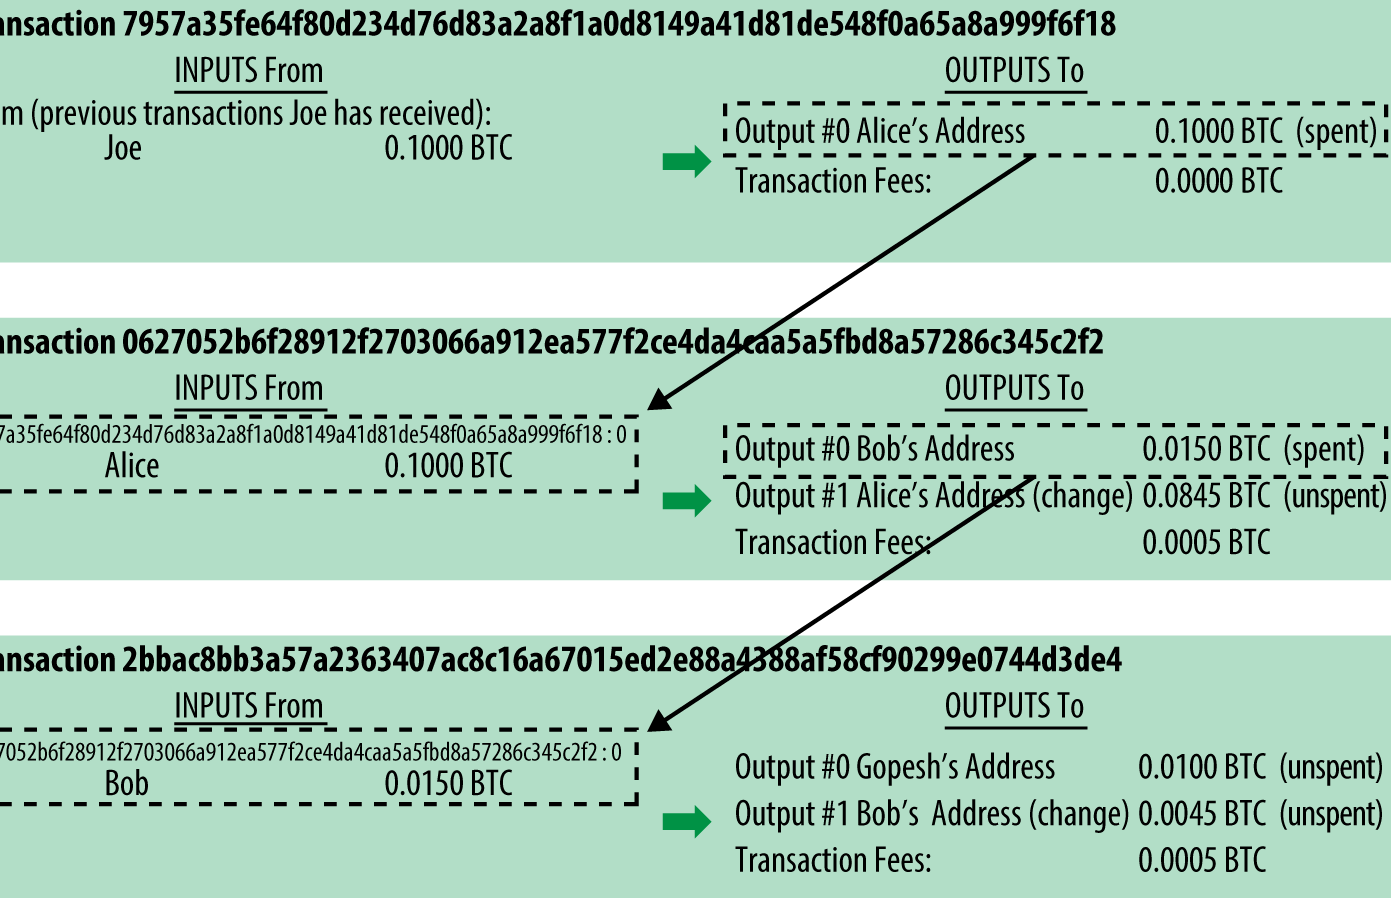 ansaction 7957a35fe64f80d234d76d83a2a8f1a0d8149a41d81de548f0a65a8a999f6f18
INPUTS From
OUTPUTS To
m (previous transactions Joe has received):
Joe 0.1000 BTC
Output #0 Alice's Address 0.1000 BTC (spent)
Transaction Fees: 0.0000 BTC
ansaction 0627052b6f28912f2703066a912ea577f2ce4da4caa5a5fbd8a57286c345c2f2
INPUTS From
OUTPUTS To
7a35fe64f80d234d76d83a2a8f1a0d8149a41d81de548f0a65a8a999f6f18 : 0
Alice 0.1000 BTC
Output #0 Bob's Address 0.0150 BTC (spent)
Output #1 Alice's Address (change) 0.0845 BTC (unspent)
Transaction Fees: 0.0005 BTC
ansaction 2bbac8bb3a57a2363407ac8c16a67015ed2e88a4388af58cf90299e0744d3de4
INPUTS From
OUTPUTS To
7052b6f28912f2703066a912ea577f2ce4da4caa5a5fbd8a57286c345c2f2 : 0
Bob 0.0150 BTC
Output #0 Gopesh's Address 0.0100 BTC (unspent)
Output #1 Bob's Address (change) 0.0045 BTC (unspent)
Transaction Fees: 0.0005 BTC